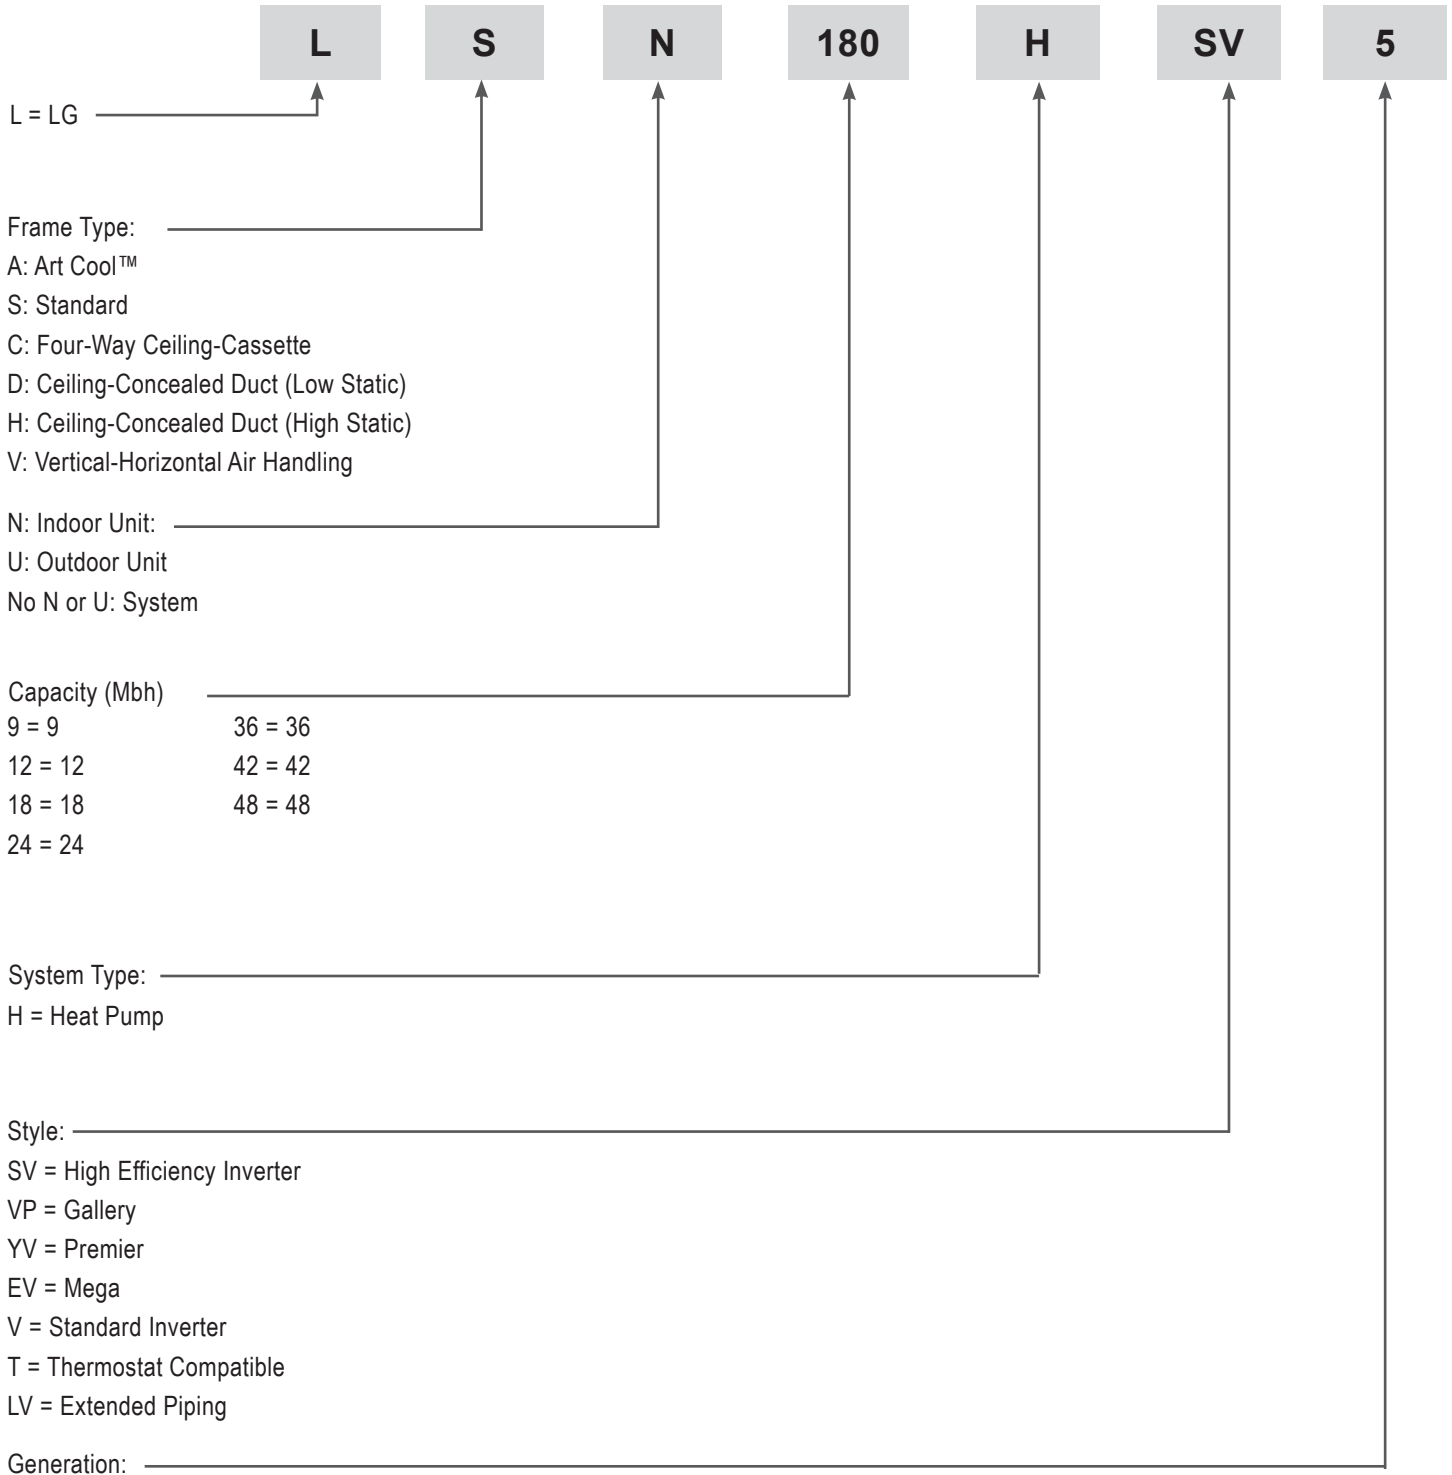 L S N 180 H SV 5
L = LG
Frame Type:
A: Art Cool™
S: Standard
C: Four-Way Ceiling-Cassette
D: Ceiling-Concealed Duct (Low Static)
H: Ceiling-Concealed Duct (High Static)
V: Vertical-Horizontal Air Handling
N: Indoor Unit:
U: Outdoor Unit
No N or U: System
Capacity (Mbh)
9 = 9 36 = 36
12 = 12 42 = 42
18 = 18 48 = 48
24 = 24
System Type:
H = Heat Pump
Style:
SV = High Efficiency Inverter
VP = Gallery
YV = Premier
EV = Mega
V = Standard Inverter
T = Thermostat Compatible
LV = Extended Piping
Generation: